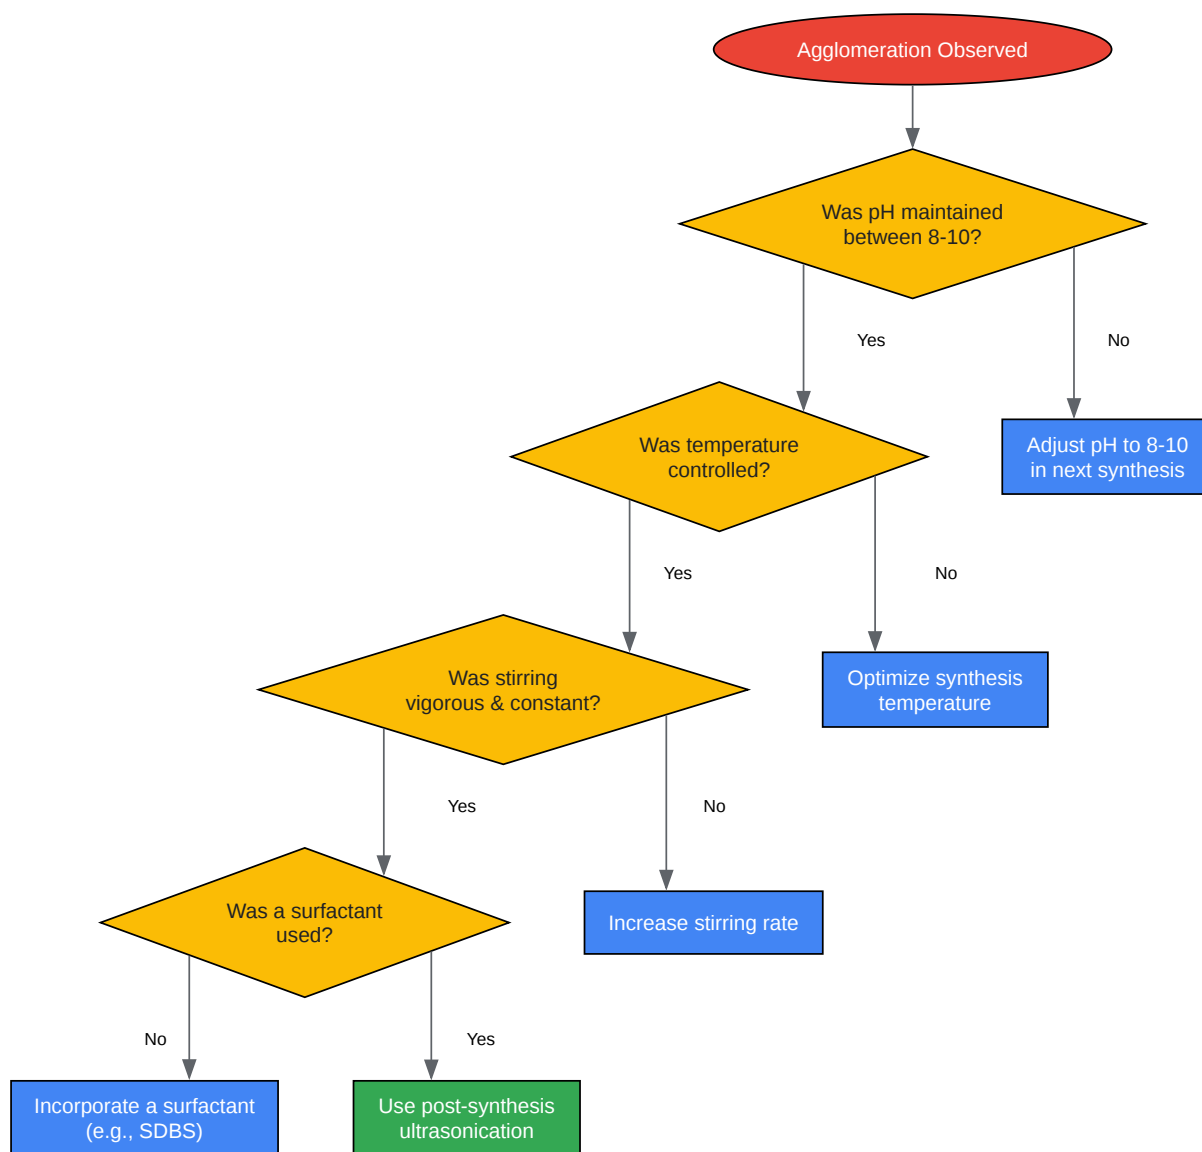 Agglomeration Observed
Was pH maintained
between 8-10?
Yes
No
Was temperature
controlled?
Adjust pH to 8-10
in next synthesis
Yes
No
Was stirring
vigorous & constant?
Optimize synthesis
temperature
Yes
No
Was a surfactant
used?
Increase stirring rate
No
Yes
Incorporate a surfactant
(e.g., SDBS)
Use post-synthesis
ultrasonication